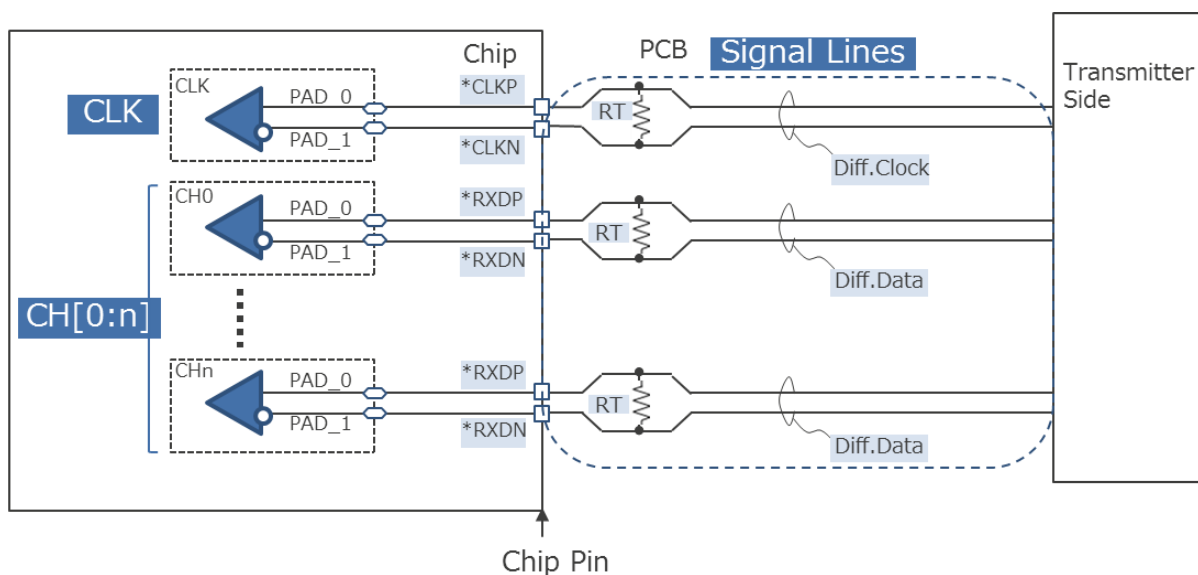 Chip
PCB
Signal Lines
Transmitter
Side
CLK
CLK
PAD_0
PAD_1
*CLKP
*CLKN
RT
Diff.Clock
CH[0:n]
CH0
PAD_0
PAD_1
*RXDP
*RXDN
RT
Diff.Data
CHn
PAD_0
PAD_1
*RXDP
*RXDN
RT
Diff.Data
Chip Pin